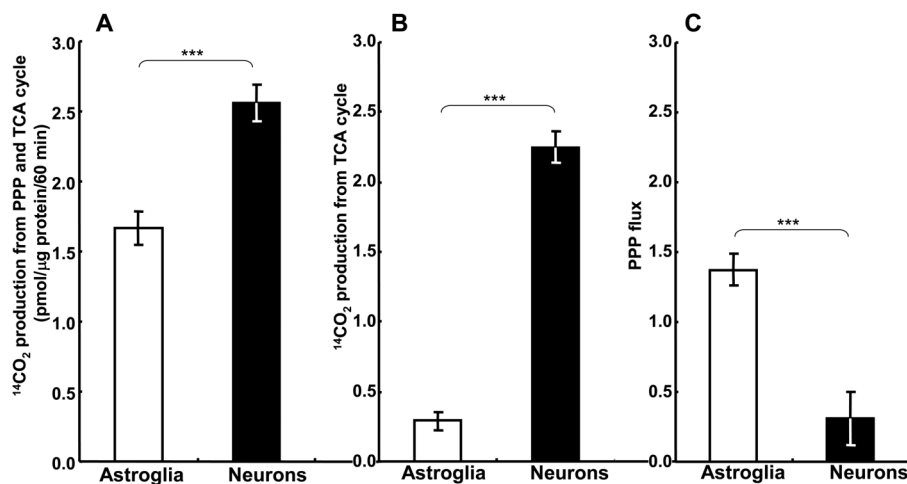 A
¹⁴CO₂ production from PPP and TCA cycle
(pmol/µg protein/60 min)
3.0
2.5
2.0
1.5
1.0
0.5
0.0
***
Astroglia
Neurons
B
¹⁴CO₂ production from TCA cycle
3.0
2.5
2.0
1.5
1.0
0.5
0.0
***
Astroglia
Neurons
C
PPP flux
3.0
2.5
2.0
1.5
1.0
0.5
0.0
***
Astroglia
Neurons